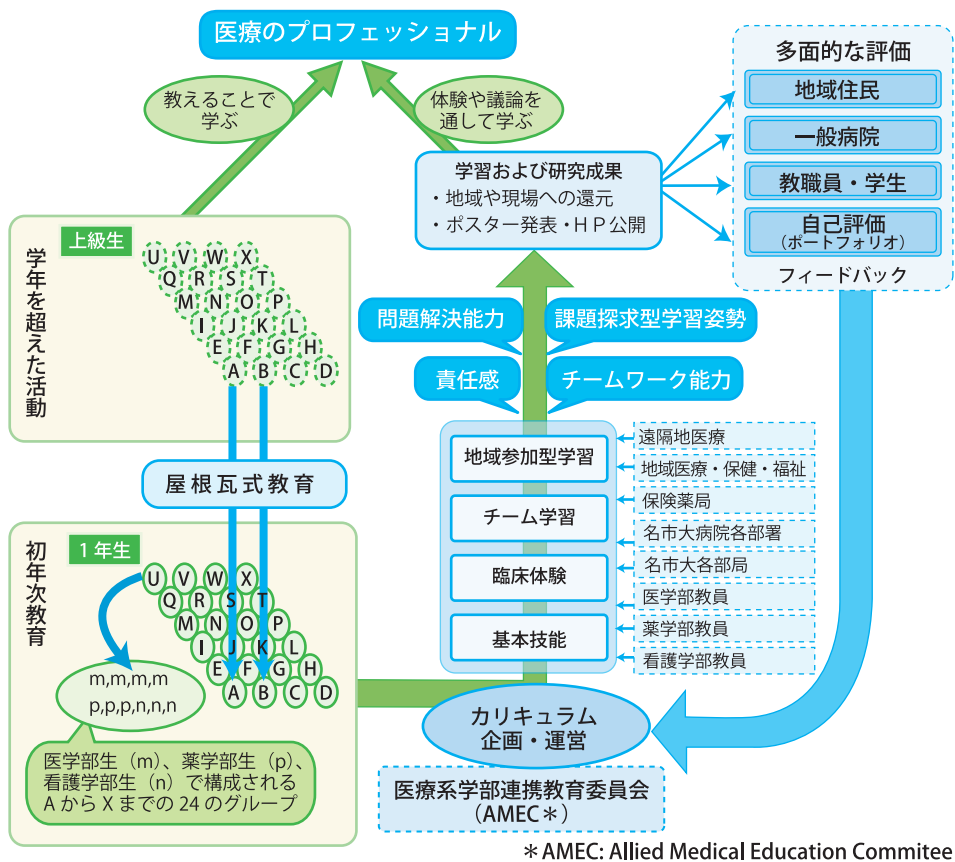 医療のプロフェッショナル
教えることで
学ぶ
体験や議論を
通して学ぶ
多面的な評価
地域住民
一般病院
教職員・学生
自己評価
(ポートフォリオ)
フィードバック
学習および研究成果
・地域や現場への還元
・ポスター発表・HP公開
学年を超えた活動
上級生
U V W X
Q R S T
M N O P
I J K L
E F G H
A B C D
問題解決能力
課題探求型学習姿勢
責任感
チームワーク能力
屋根瓦式教育
地域参加型学習
チーム学習
臨床体験
基本技能
遠隔地医療
地域医療・保健・福祉
保険薬局
名市大病院各部署
名市大各部局
医学部教員
薬学部教員
看護学部教員
初年次教育
1年生
U V W X
Q R S T
M N O P
I J K L
E F G H
A B C D
m,m,m,m
p,p,p,n,n,n
医学部生（m）、薬学部生（p）、
看護学部生（n）で構成される
AからXまでの24のグループ
カリキュラム
企画・運営
医療系学部連携教育委員会
(AMEC＊)
＊AMEC: Allied Medical Education Commitee